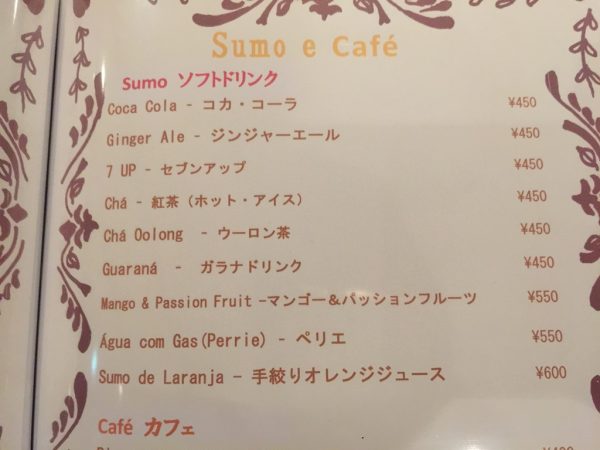 Sumo e Café
Sumo ソフトドリンク
Coca Cola - コカ・コーラ ¥450
Ginger Ale - ジンジャーエール ¥450
7 UP - セブンアップ ¥450
Chá - 紅茶 (ホット・アイス) ¥450
Chá Oolong - ウーロン茶 ¥450
Guaraná - ガラナドリンク ¥450
Mango & Passion Fruit -マンゴー&パッションフルーツ ¥550
Água com Gas(Perrie) - ペリエ ¥550
Sumo de Laranja - 手絞りオレンジジュース ¥600
Café カフェ